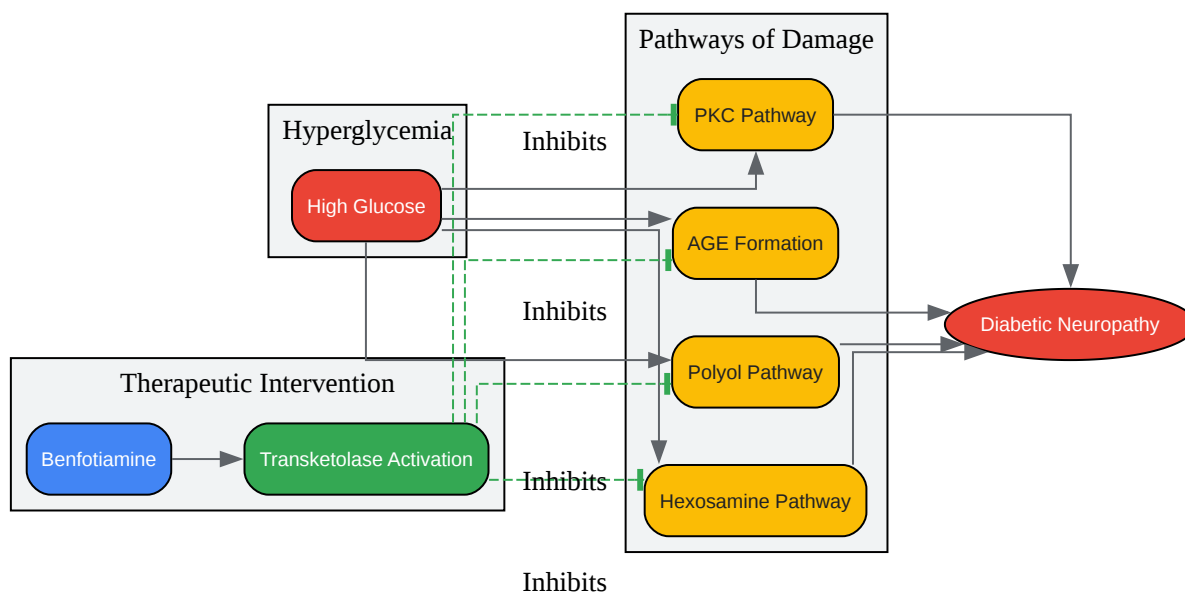 Pathways of Damage
PKC Pathway
Hyperglycemia
Inhibits
High Glucose
AGE Formation
Inhibits
Diabetic Neuropathy
Polyol Pathway
Therapeutic Intervention
Benfotiamine
Transketolase Activation
Inhibits
Hexosamine Pathway
Inhibits